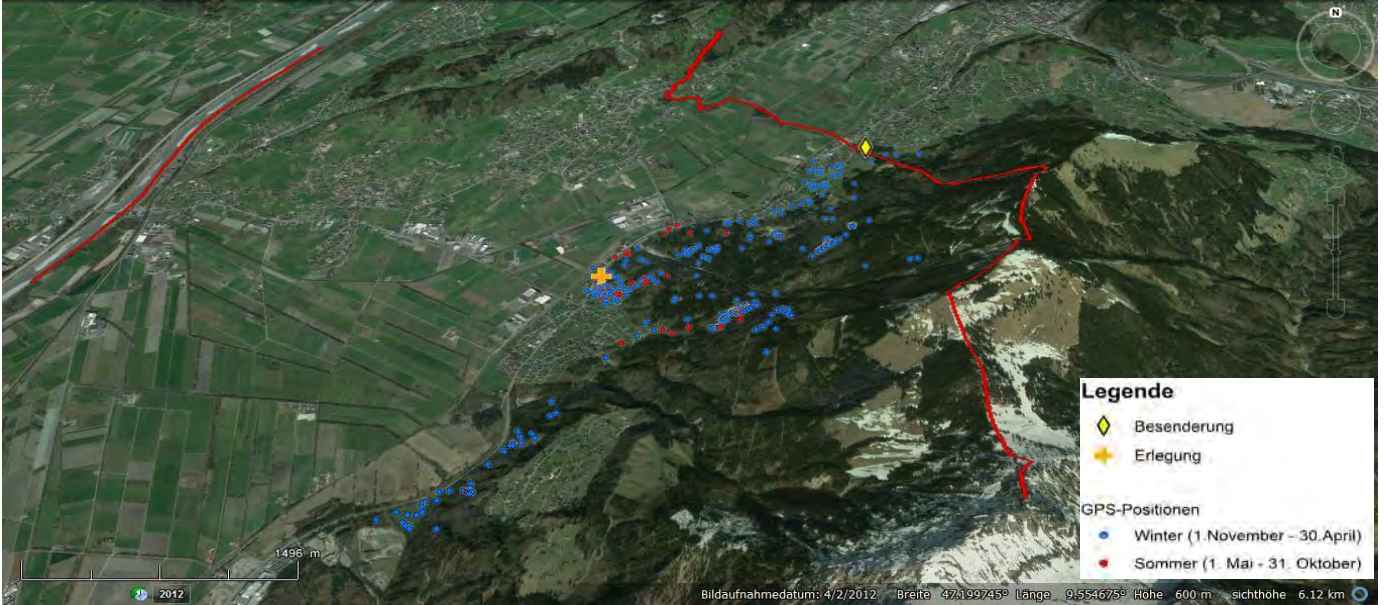 N
Legende
Besenderung
Erlegung
GPS-Positionen
Winter (1.November - 30.April)
Sommer (1. Mai - 31. Oktober)
1496 m
2012
Bildaufnahmedatum: 4/2/2012 Breite 47.199745° Länge 9.554675° Höhe 600 m sichthöhe 6.12 km